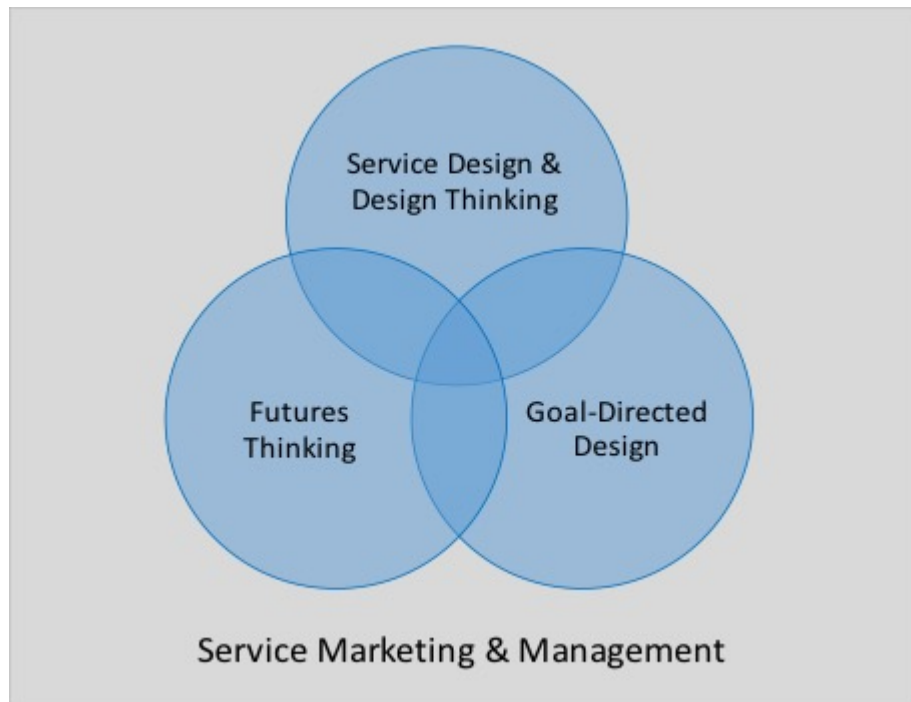 Service Design &
Design Thinking
Futures
Thinking
Goal-Directed
Design
Service Marketing & Management